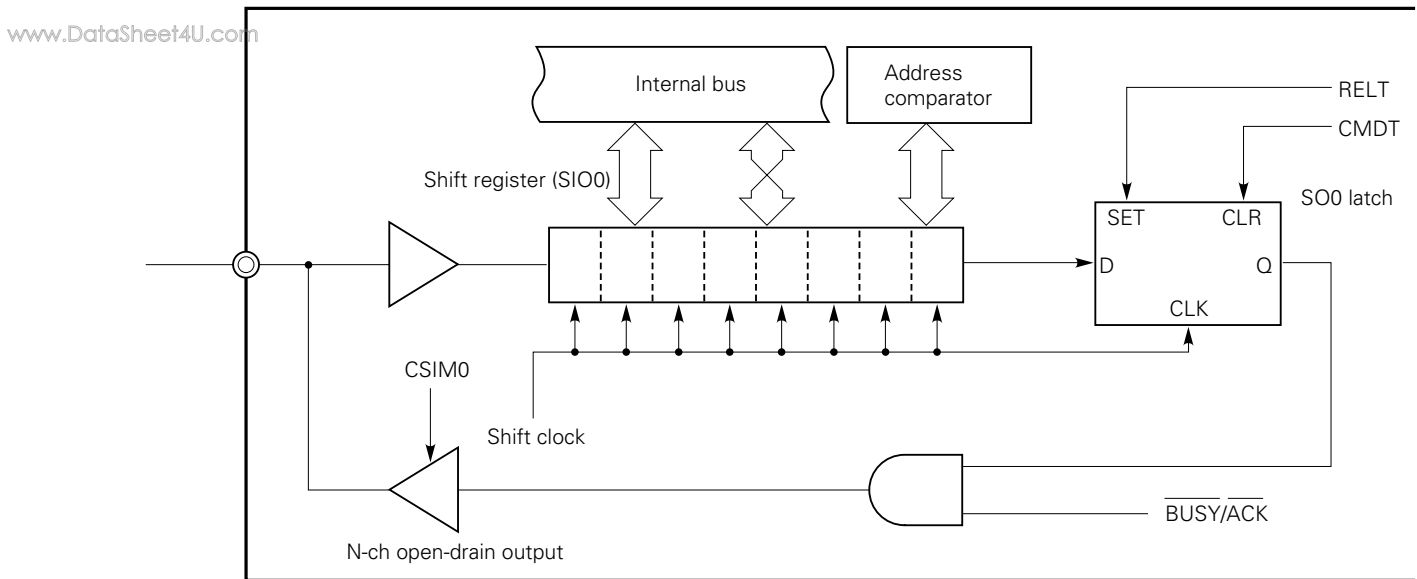 www.DataSheet4U.com
Internal bus
Address
comparator
RELT
CMDT
Shift register (SIO0)
SO0 latch
SET
CLR
D
Q
CLK
CSIM0
Shift clock
BUSY/ACK
N-ch open-drain output